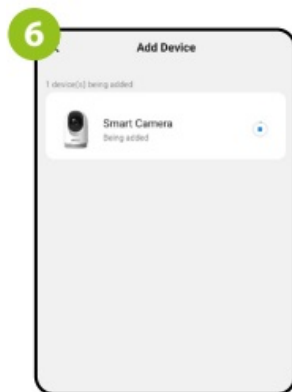 6
Add Device
1 device(s) being added
Smart Camera
Being added